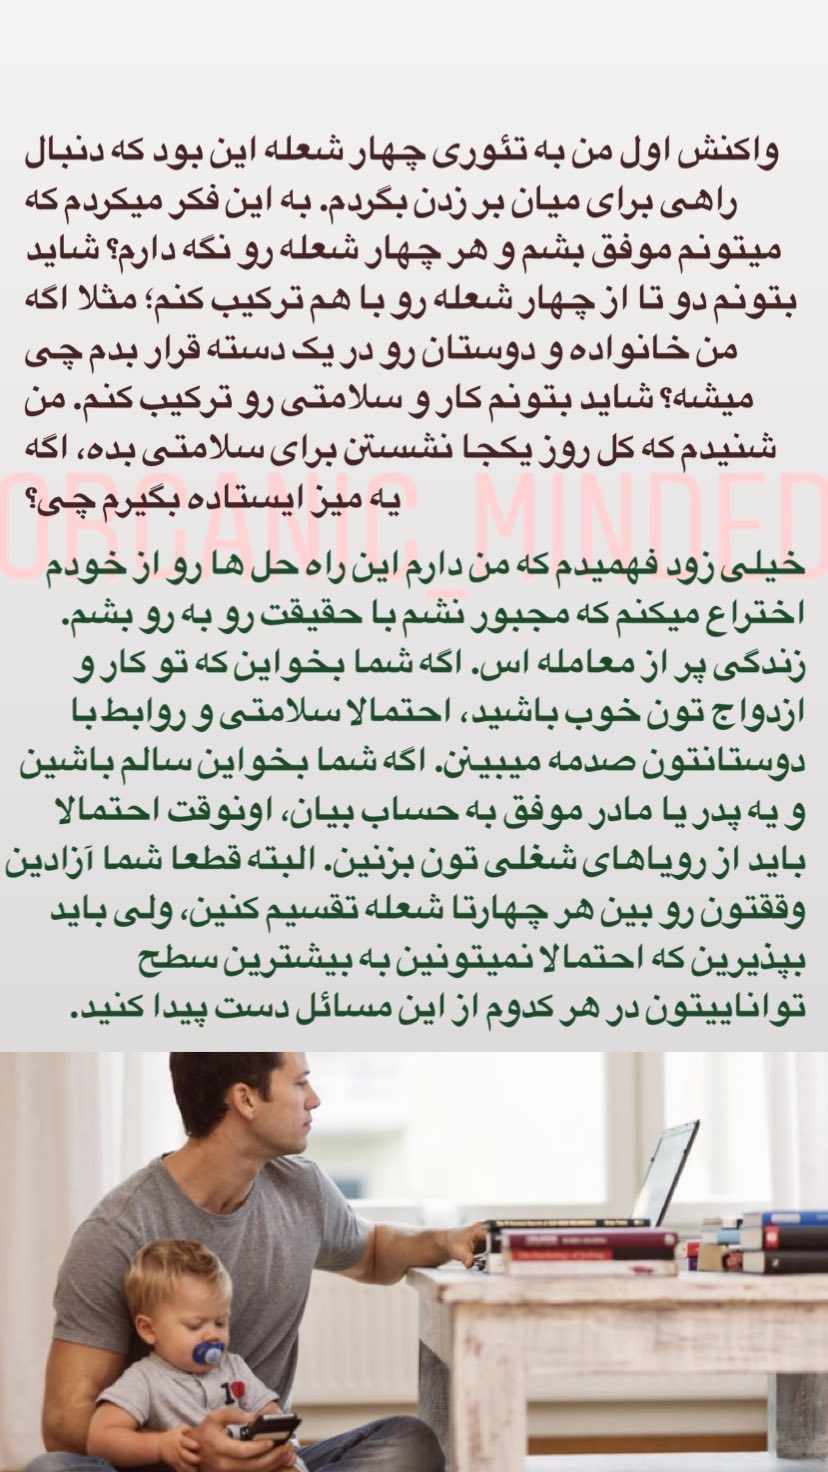 واکنش اول من به تئوری چهار شعله این بود که دنبال
راهی برای میان بر زدن بگردم. به این فکر میکردم که
میتونم موفق بشم و هر چهار شعله رو نگه دارم؟ شاید
بتونم دو تا از چهار شعله رو با هم ترکیب کنم؛ مثلا اگه
من خانواده و دوستان رو در یک دسته قرار بدم چی
میشه؟ شاید بتونم کار و سلامتی رو ترکیب کنم. من
شنیدم که کل روز یکجا نشستن برای سلامتی بده، اگه
یه میز ایستاده بگیرم چی؟
ORGANIC_MINDED
خیلی زود فهمیدم که من دارم این راه حل ها رو از خودم
اختراع میکنم که مجبور نشم با حقیقت رو به رو بشم.
زندگی پر از معامله اس. اگه شما بخواین که تو کار و
ازدواج تون خوب باشید، احتمالا سلامتی و روابط با
دوستانتون صدمه میبینن. اگه شما بخواین سالم باشین
و یه پدر یا مادر موفق به حساب بیان، اونوقت احتمالا
باید از رویاهای شغلی تون بزنین. البته قطعا شما آزادین
وقتتون رو بین هر چهارتا شعله تقسیم کنین، ولی باید
بپذیرین که احتمالا نمیتونین به بیشترین سطح
تواناییتون در هر کدوم از این مسائل دست پیدا کنید.